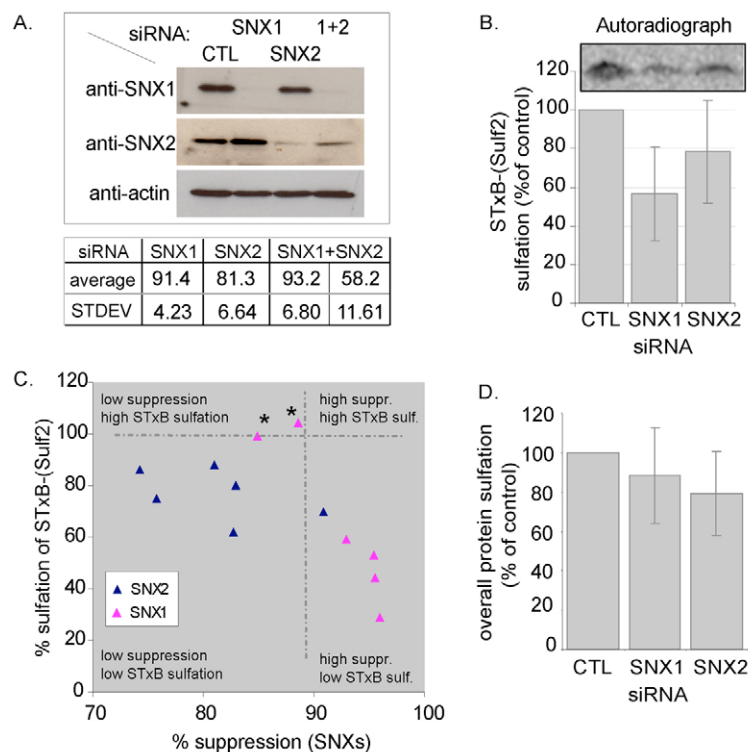 A.
siRNA: SNX1 1+2
CTL SNX2
anti-SNX1
anti-SNX2
anti-actin
siRNA SNX1 SNX2 SNX1+SNX2
average 91.4 81.3 93.2 58.2
STDEV 4.23 6.64 6.80 11.61
B.
Autoradiograph
STxB-(Sulf2)
sulfation (%of control)
120
100
80
60
40
20
0
CTL SNX1 SNX2
siRNA
C.
% sulfation of STxB-(Sulf2)
120
100
80
60
40
20
0
low suppression
high STxB sulfation
* *
high suppr.
high STxB sulf.
SNX2
SNX1
low suppression
low STxB sulfation
high suppr.
low STxB sulf.
70 80 90 100
% suppression (SNXs)
D.
overall protein sulfation
(% of control)
120
100
80
60
40
20
0
CTL SNX1 SNX2
siRNA